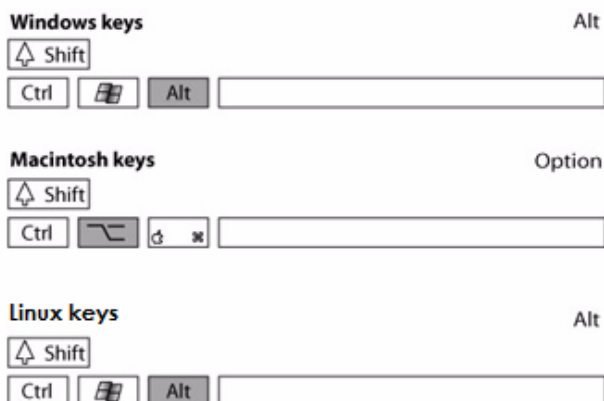 Windows keys Alt
Shift
Ctrl Alt
Macintosh keys Option
Shift
Ctrl
Linux keys Alt
Shift
Ctrl Alt